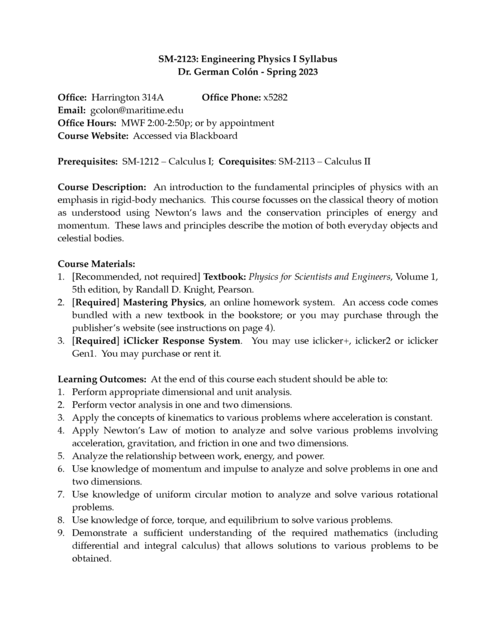 SM-2123: Engineering Physics I Syllabus
Dr. German Colón - Spring 2023
Office: Harrington 314A Office Phone: x5282
Email: gcolon@maritime.edu
Office Hours: MWF 2:00-2:50p; or by appointment
Course Website: Accessed via Blackboard
Prerequisites: SM-1212 – Calculus I; Corequisites: SM-2113 – Calculus II
Course Description: An introduction to the fundamental principles of physics with an
emphasis in rigid-body mechanics. This course focusses on the classical theory of motion
as understood using Newton's laws and the conservation principles of energy and
momentum. These laws and principles describe the motion of both everyday objects and
celestial bodies.
Course Materials:
1. [Recommended, not required] Textbook: Physics for Scientists and Engineers, Volume 1,
5th edition, by Randall D. Knight, Pearson.
2. [Required] Mastering Physics, an online homework system. An access code comes
bundled with a new textbook in the bookstore; or you may purchase through the
publisher's website (see instructions on page 4).
3. [Required] iClicker Response System. You may use iclicker+, iclicker2 or iclicker
Gen1. You may purchase or rent it.
Learning Outcomes: At the end of this course each student should be able to:
1. Perform appropriate dimensional and unit analysis.
2. Perform vector analysis in one and two dimensions.
3. Apply the concepts of kinematics to various problems where acceleration is constant.
4. Apply Newton's Law of motion to analyze and solve various problems involving
acceleration, gravitation, and friction in one and two dimensions.
5. Analyze the relationship between work, energy, and power.
6. Use knowledge of momentum and impulse to analyze and solve problems in one and
two dimensions.
7. Use knowledge of uniform circular motion to analyze and solve various rotational
problems.
8. Use knowledge of force, torque, and equilibrium to solve various problems.
9. Demonstrate a sufficient understanding of the required mathematics (including
differential and integral calculus) that allows solutions to various problems to be
obtained.